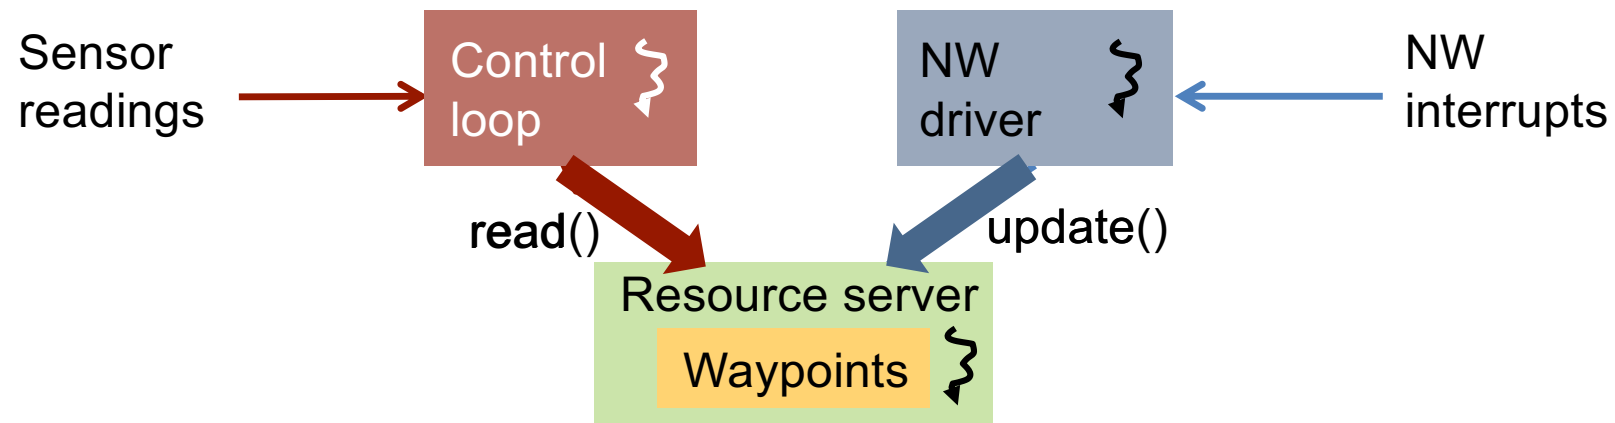 Sensor
readings
Control
loop
NW
driver
NW
interrupts
read()
update()
Resource server
Waypoints